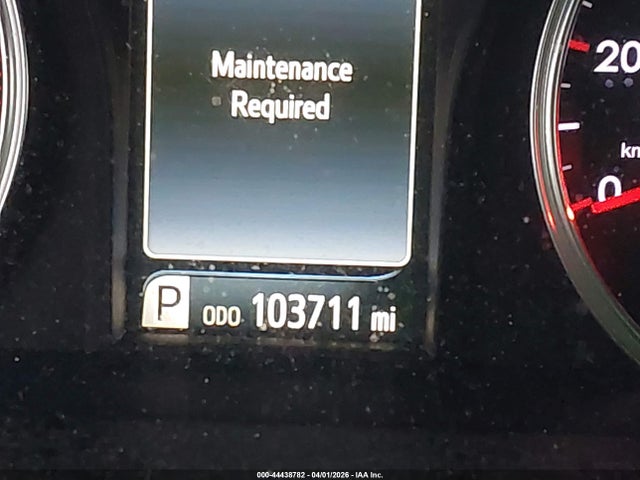 Maintenance
Required
20
km
0
P ODO 103711 mi
000-44438782 - 04/01/2026 - IAA Inc.